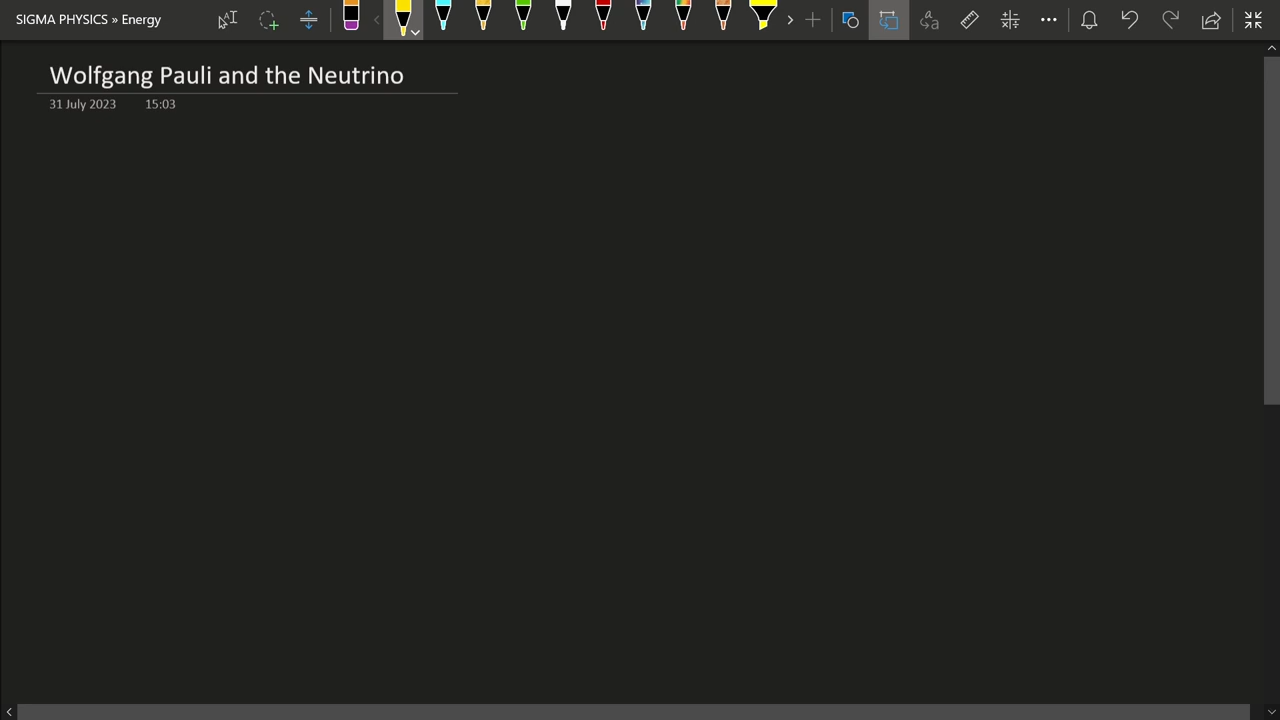 SIGMA PHYSICS » Energy
Wolfgang Pauli and the Neutrino
31 July 2023 15:03